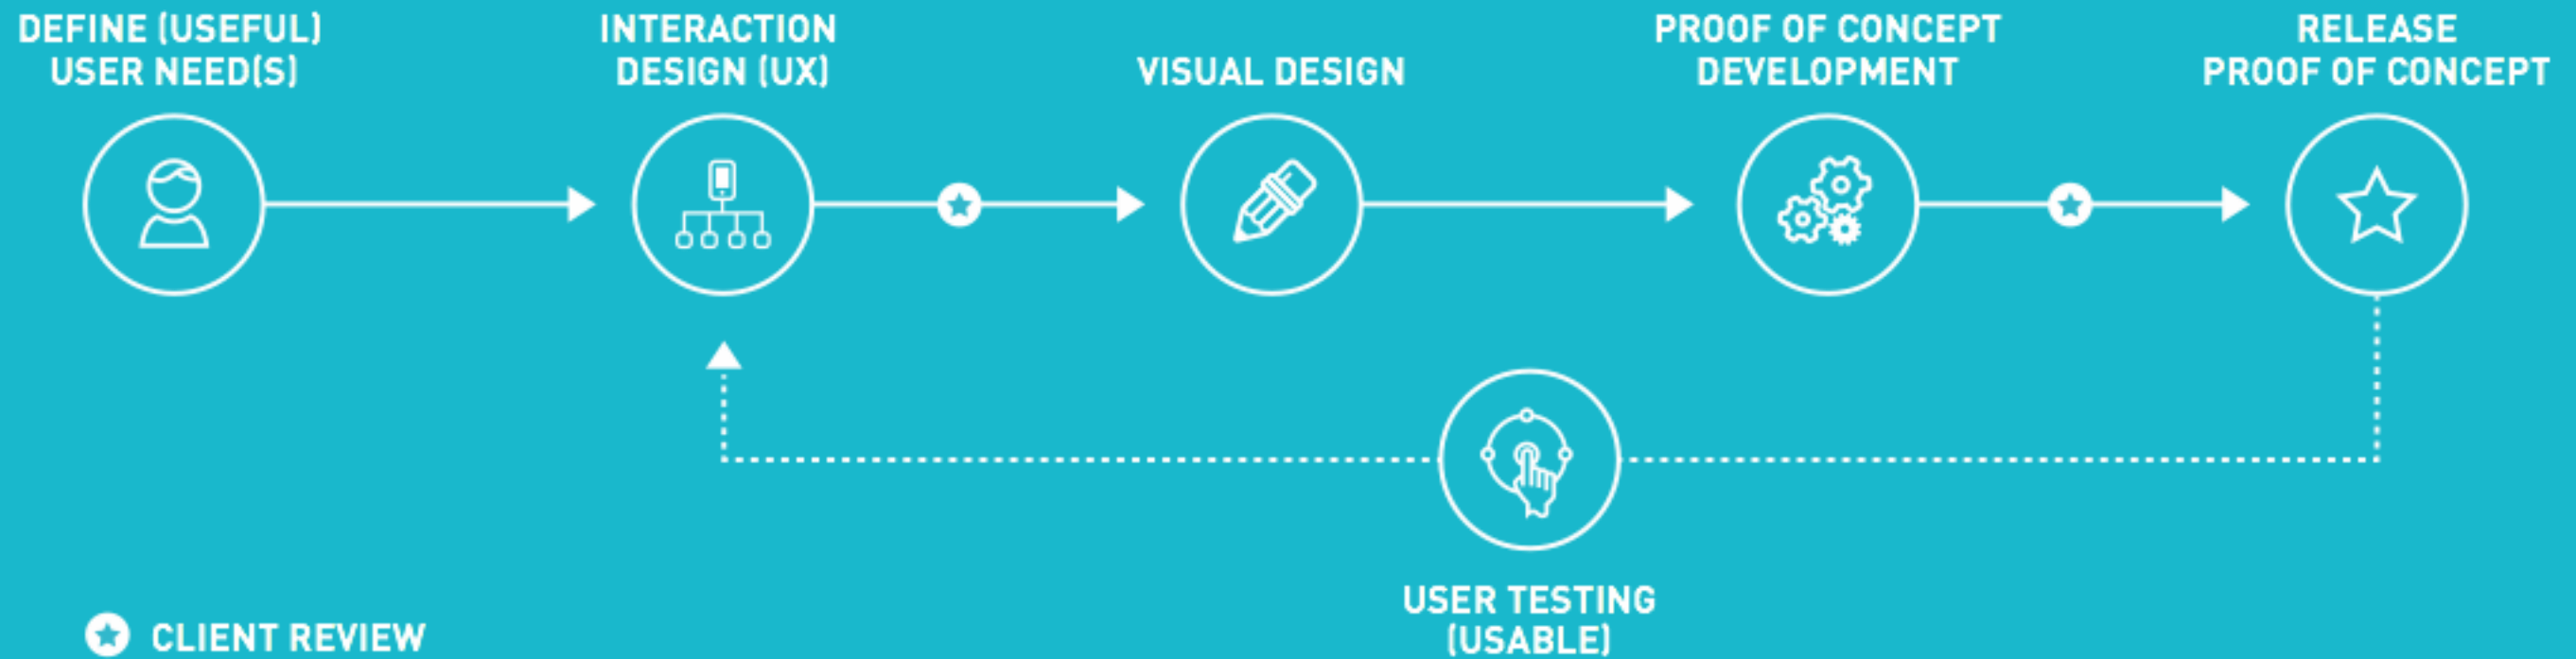 DEFINE (USEFUL)
USER NEED(S)
INTERACTION
DESIGN (UX)
VISUAL DESIGN
PROOF OF CONCEPT
DEVELOPMENT
RELEASE
PROOF OF CONCEPT
USER TESTING
(USABLE)
CLIENT REVIEW